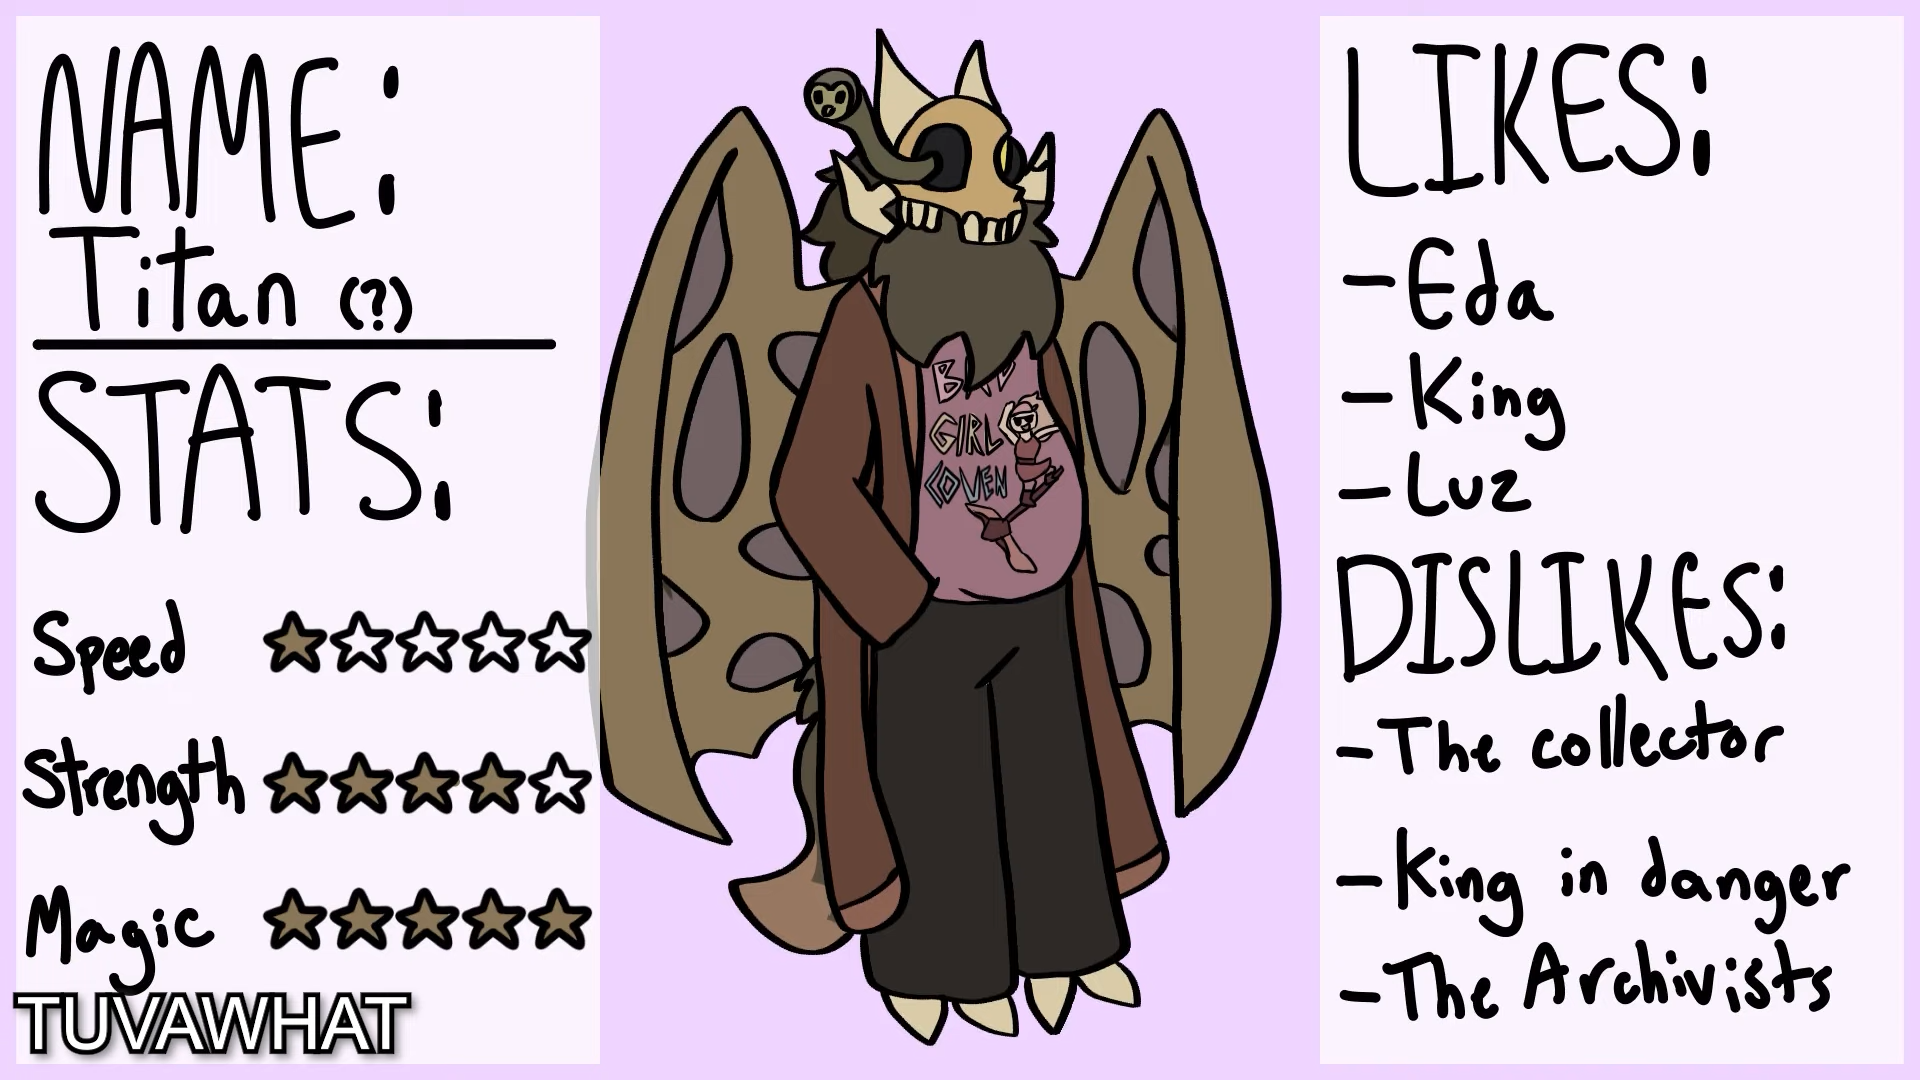 NAME:
Titan (?)
STATS:
Speed
Strength
Magic
TUVAWHAT
BAD
GIRL
COVEN
LIKES:
-Eda
-King
-Luz
DISLIKES:
-The collector
-King in danger
-The Archivists